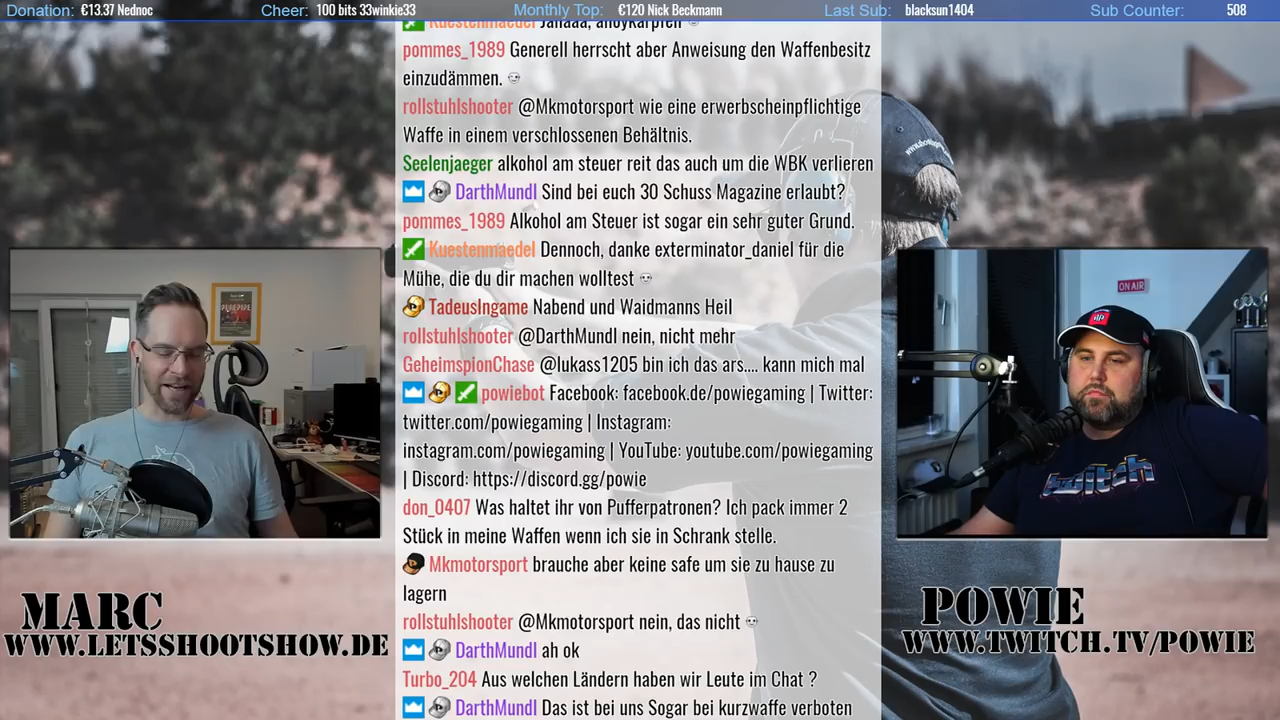 Donation: €13.37 Nednoc Cheer: 100 bits 33winkie33 Monthly Top: €120 Nick Beckmann Last Sub: blacksun1404 Sub Counter: 508
Kuestenmaedel Jahaaa, ahoykarpfen
pommes_1989 Generell herrscht aber Anweisung den Waffenbesitz
einzudämmen.
rollstuhlshooter @Mkmotorsport wie eine erwerbscheinpflichtige
Waffe in einem verschlossenen Behältnis.
Seelenjaeger alkohol am steuer reit das auch um die WBK verlieren
DarthMundl Sind bei euch 30 Schuss Magazine erlaubt?
pommes_1989 Alkohol am Steuer ist sogar ein sehr guter Grund.
Kuestenmaedel Dennoch, danke exterminator_daniel für die
Mühe, die du dir machen wolltest
TadeusIngame Nabend und Waidmanns Heil
rollstuhlshooter @DarthMundl nein, nicht mehr
GeheimspionChase @lukass1205 bin ich das ars.... kann mich mal
powiebot Facebook: facebook.de/powiegaming | Twitter:
twitter.com/powiegaming | Instagram:
instagram.com/powiegaming | YouTube: youtube.com/powiegaming
| Discord: https://discord.gg/powie
don_0407 Was haltet ihr von Pufferpatronen? Ich pack immer 2
Stück in meine Waffen wenn ich sie in Schrank stelle.
Mkmotorsport brauche aber keine safe um sie zu hause zu
lagern
rollstuhlshooter @Mkmotorsport nein, das nicht
DarthMundl ah ok
Turbo_204 Aus welchen Ländern haben wir Leute im Chat ?
DarthMundl Das ist bei uns Sogar bei kurzwaffe verboten
ON AIR
twitch
MARC
WWW.LETSSHOOTSHOW.DE
POWIE
WWW.TWITCH.TV/POWIE